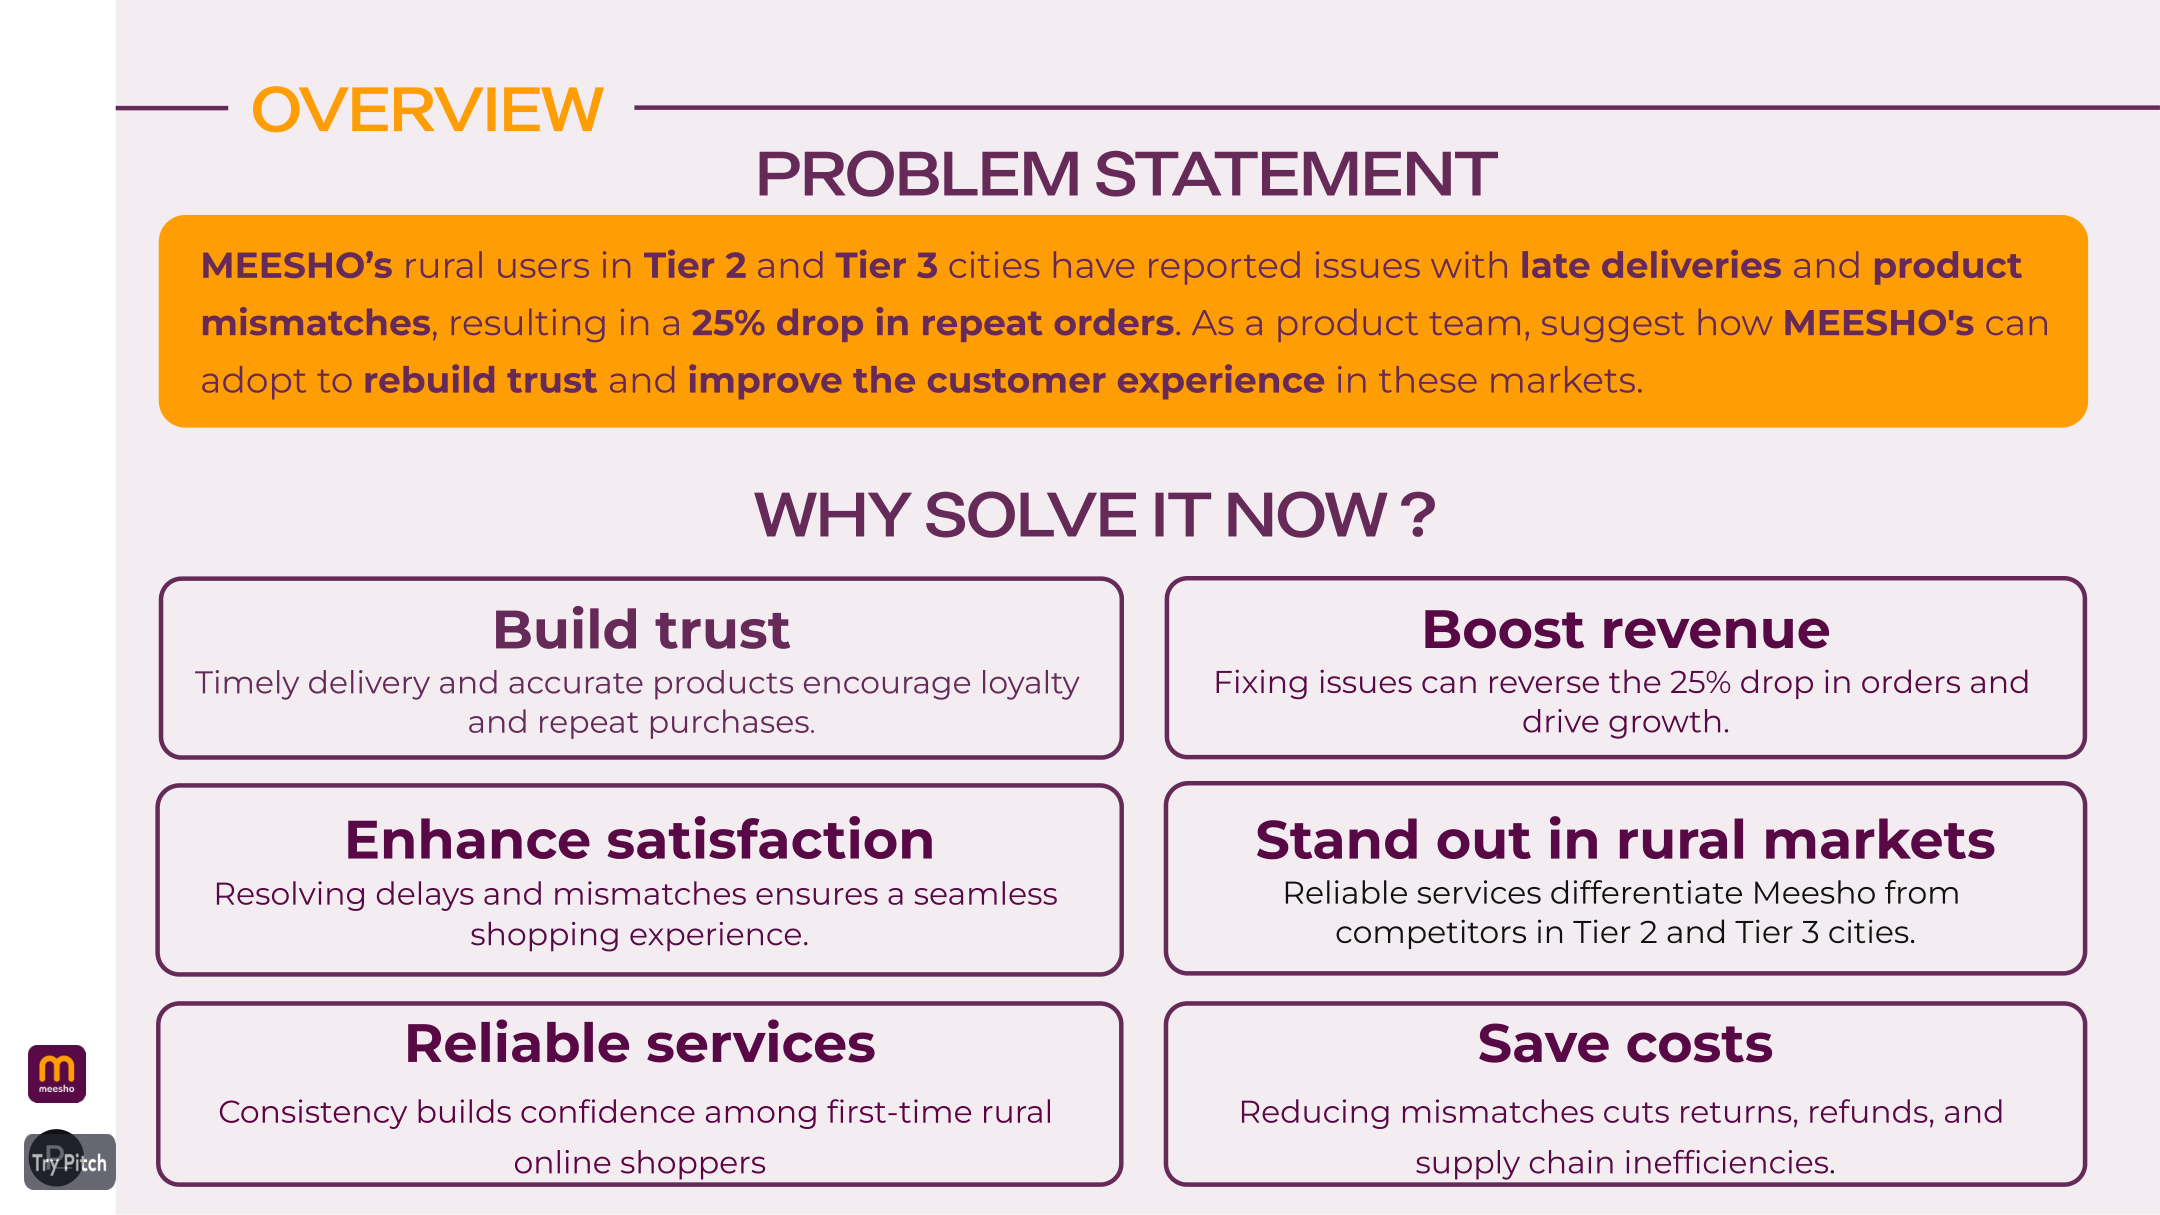 OVERVIEW
PROBLEM STATEMENT
MEESHO’s rural users in Tier 2 and Tier 3 cities have reported issues with late deliveries and product
mismatches, resulting in a 25% drop in repeat orders. As a product team, suggest how MEESHO's can
adopt to rebuild trust and improve the customer experience in these markets.
WHY SOLVE IT NOW ?
Build trust
Timely delivery and accurate products encourage loyalty
and repeat purchases.
Boost revenue
Fixing issues can reverse the 25% drop in orders and
drive growth.
Enhance satisfaction
Resolving delays and mismatches ensures a seamless
shopping experience.
Stand out in rural markets
Reliable services differentiate Meesho from
competitors in Tier 2 and Tier 3 cities.
Reliable services
Consistency builds confidence among first-time rural
online shoppers
Save costs
Reducing mismatches cuts returns, refunds, and
supply chain inefficiencies.
m
meesho
Try Pitch